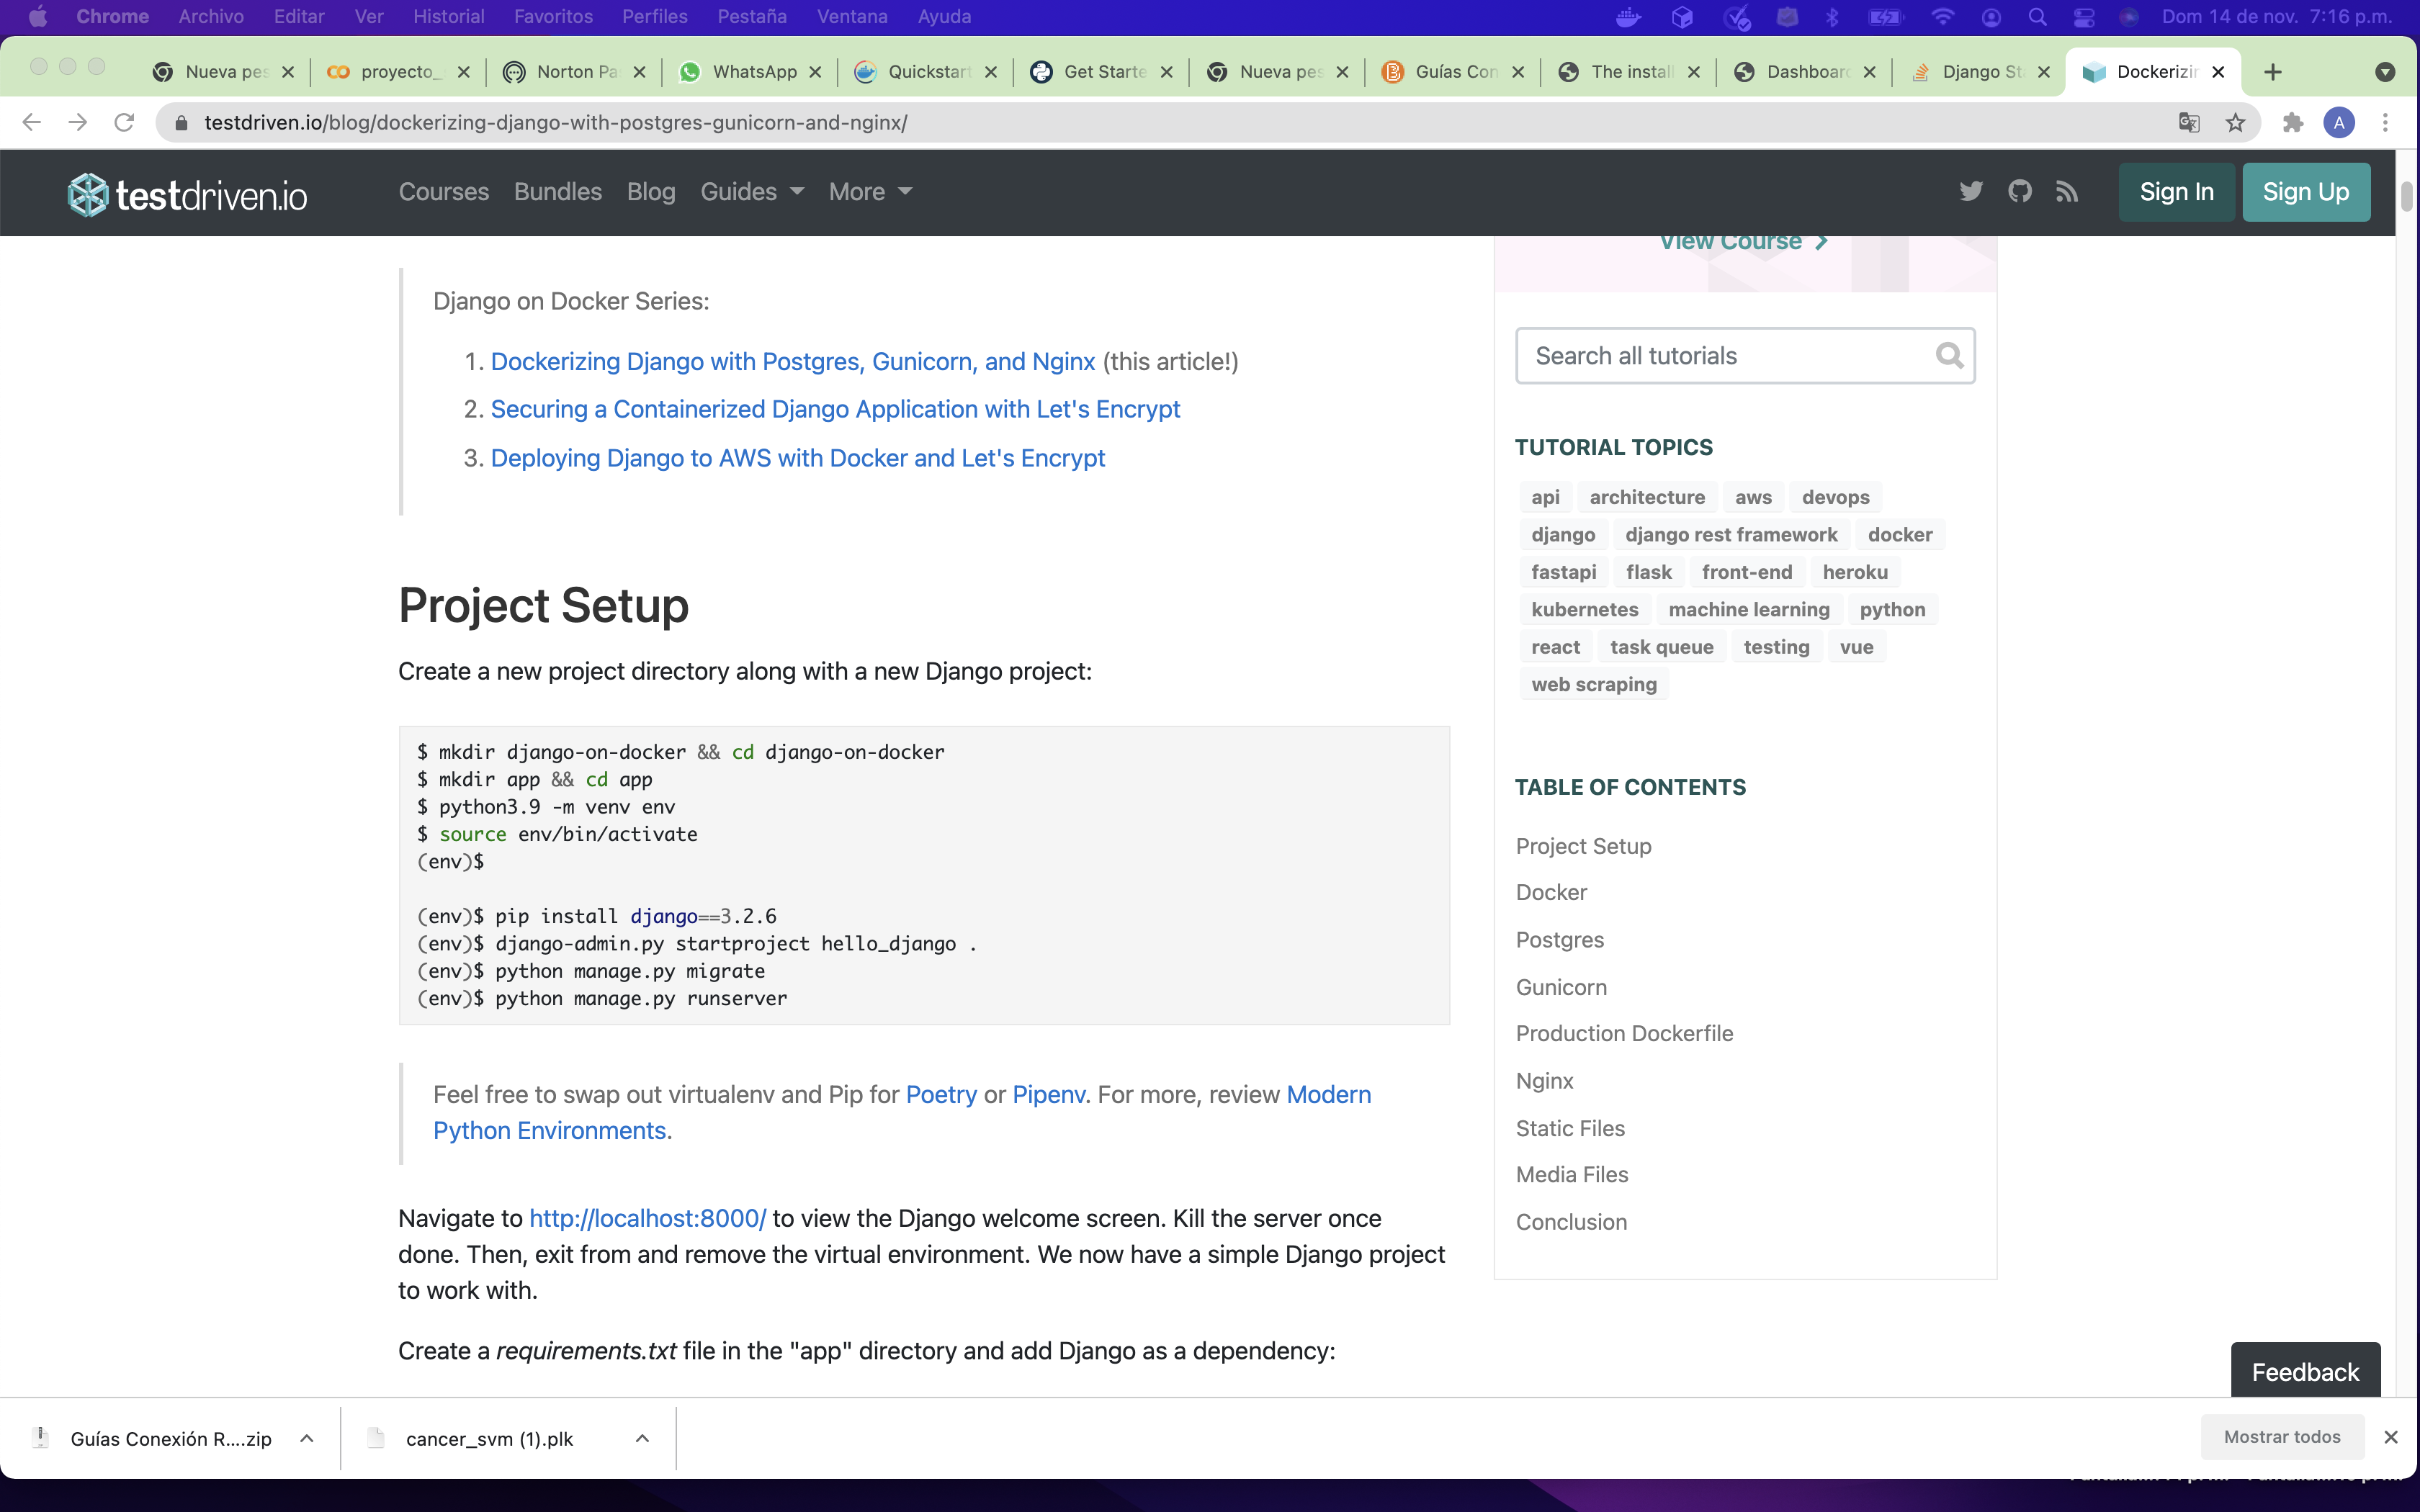 Chrome Archivo Editar Ver Historial Favoritos Perfiles Pestaña Ventana Ayuda Dom 14 de nov. 7:16 p.m.
Nueva pes proyecto_ Norton Pa WhatsApp Quickstart Get Starte Nueva pes Guías Con The instal Dashboard Django St Dockerizin
testdriven.io/blog/dockerizing-django-with-postgres-gunicorn-and-nginx/ A
testdriven.io Courses Bundles Blog Guides More Sign In Sign Up
View Course
Django on Docker Series:
1. Dockerizing Django with Postgres, Gunicorn, and Nginx (this article!)
2. Securing a Containerized Django Application with Let's Encrypt
3. Deploying Django to AWS with Docker and Let's Encrypt
Project Setup
Create a new project directory along with a new Django project:
$ mkdir django-on-docker && cd django-on-docker
$ mkdir app && cd app
$ python3.9 -m venv env
$ source env/bin/activate
(env)$
(env)$ pip install django==3.2.6
(env)$ django-admin.py startproject hello_django .
(env)$ python manage.py migrate
(env)$ python manage.py runserver
Feel free to swap out virtualenv and Pip for Poetry or Pipenv. For more, review Modern
Python Environments.
Navigate to http://localhost:8000/ to view the Django welcome screen. Kill the server once
done. Then, exit from and remove the virtual environment. We now have a simple Django project
to work with.
Create a requirements.txt file in the "app" directory and add Django as a dependency:
Search all tutorials
TUTORIAL TOPICS
api architecture aws devops
django django rest framework docker
fastapi flask front-end heroku
kubernetes machine learning python
react task queue testing vue
web scraping
TABLE OF CONTENTS
Project Setup
Docker
Postgres
Gunicorn
Production Dockerfile
Nginx
Static Files
Media Files
Conclusion
Feedback
Guías Conexión R....zip cancer_svm (1).plk Mostrar todos